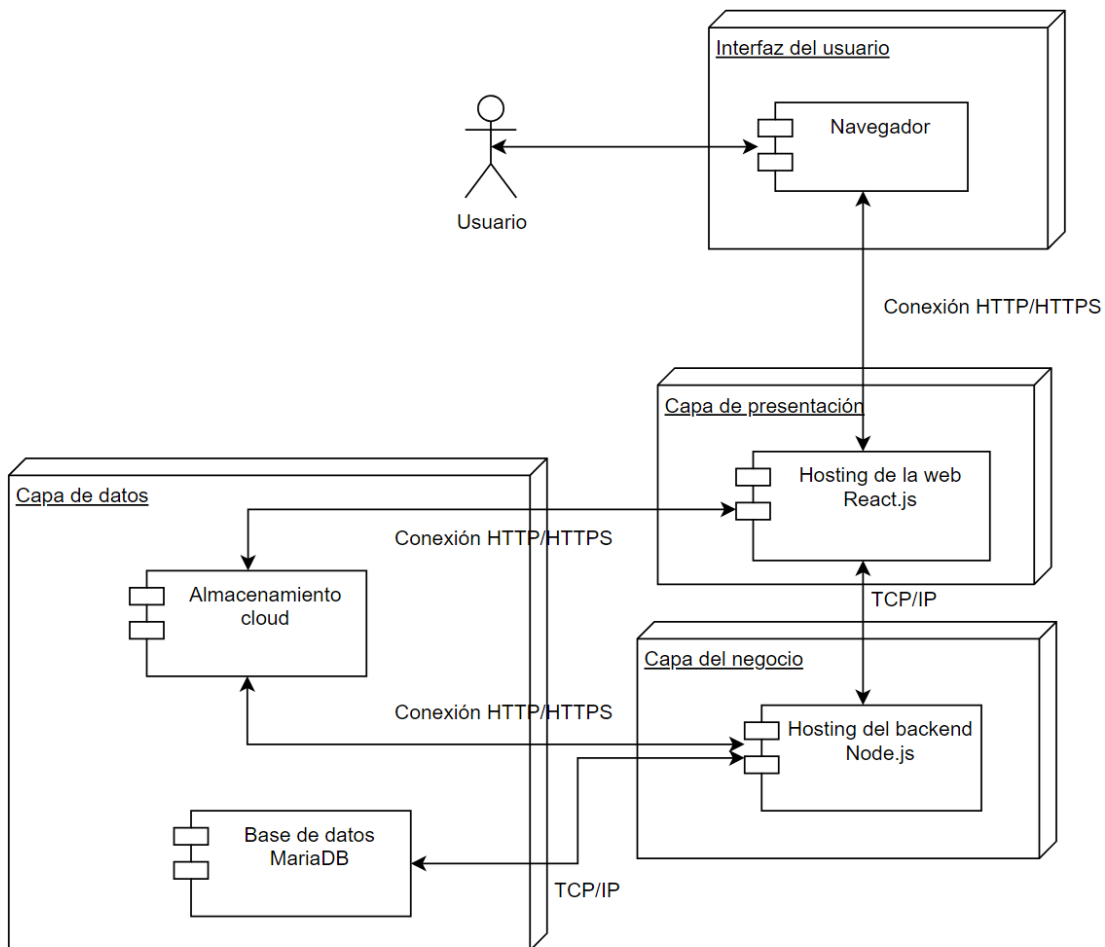 Interfaz del usuario
Navegador
Usuario
Conexión HTTP/HTTPS
Capa de presentación
Hosting de la web
React.js
Capa de datos
Conexión HTTP/HTTPS
Almacenamiento
cloud
TCP/IP
Capa del negocio
Conexión HTTP/HTTPS
Hosting del backend
Node.js
Base de datos
MariaDB
TCP/IP